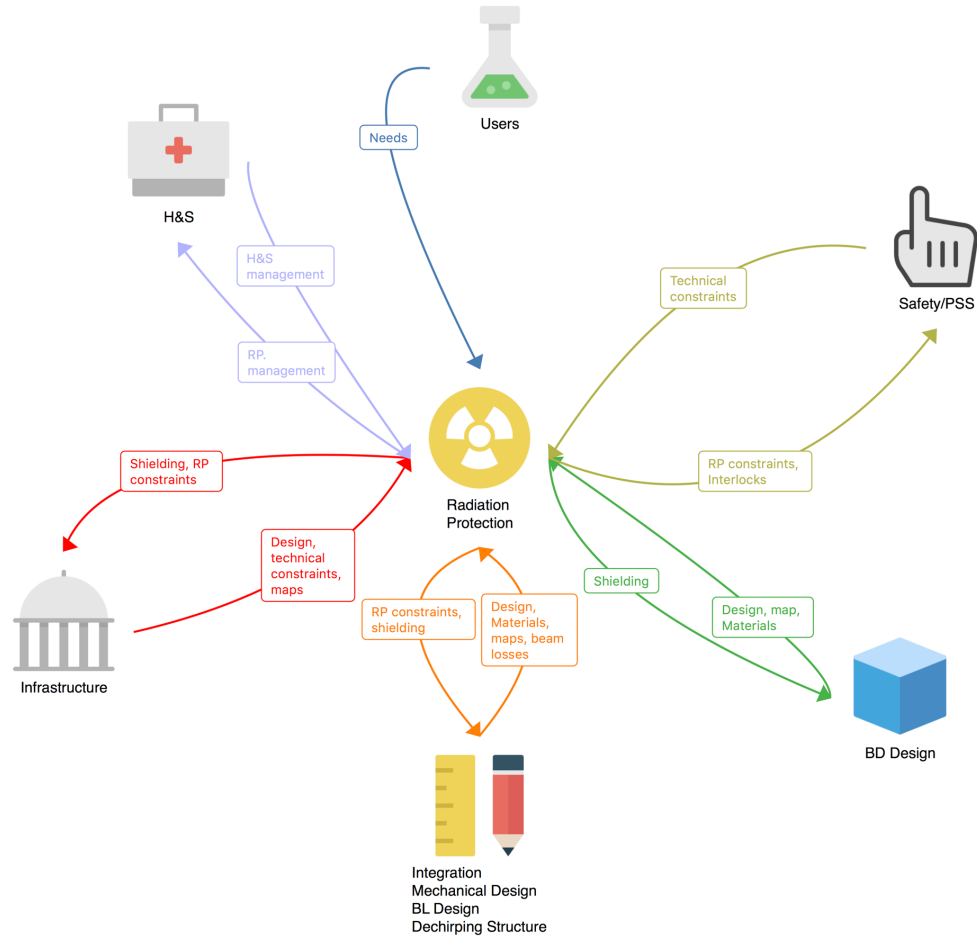 Users
Needs
H&S
H&S
management
RP.
management
Safety/PSS
Technical
constraints
RP constraints,
Interlocks
Radiation
Protection
Shielding, RP
constraints
Design,
technical
constraints,
maps
Infrastructure
RP constraints,
shielding
Design,
Materials,
maps, beam
losses
Shielding
Design, map,
Materials
BD Design
Integration
Mechanical Design
BL Design
Dechirping Structure